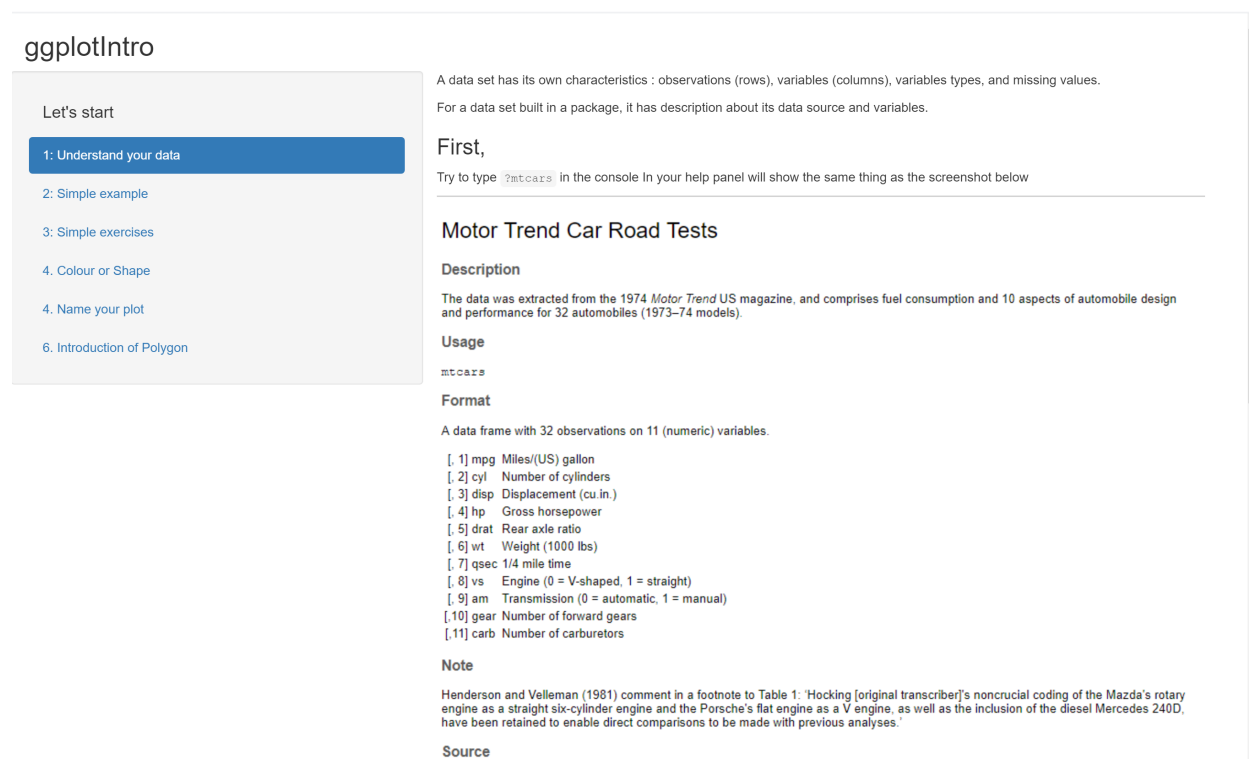 ggplotIntro
Let's start
1: Understand your data
2: Simple example
3: Simple exercises
4. Colour or Shape
4. Name your plot
6. Introduction of Polygon
A data set has its own characteristics : observations (rows), variables (columns), variables types, and missing values.
For a data set built in a package, it has description about its data source and variables.
First,
Try to type ?mtcars in the console In your help panel will show the same thing as the screenshot below
Motor Trend Car Road Tests
Description
The data was extracted from the 1974 Motor Trend US magazine, and comprises fuel consumption and 10 aspects of automobile design
and performance for 32 automobiles (1973–74 models).
Usage
mtcars
Format
A data frame with 32 observations on 11 (numeric) variables.
[, 1] mpg Miles/(US) gallon
[, 2] cyl Number of cylinders
[, 3] disp Displacement (cu.in.)
[, 4] hp Gross horsepower
[, 5] drat Rear axle ratio
[, 6] wt Weight (1000 lbs)
[, 7] qsec 1/4 mile time
[, 8] vs Engine (0 = V-shaped, 1 = straight)
[, 9] am Transmission (0 = automatic, 1 = manual)
[,10] gear Number of forward gears
[,11] carb Number of carburetors
Note
Henderson and Velleman (1981) comment in a footnote to Table 1: ‘Hocking [original transcriber]'s noncrucial coding of the Mazda's rotary
engine as a straight six-cylinder engine and the Porsche's flat engine as a V engine, as well as the inclusion of the diesel Mercedes 240D,
have been retained to enable direct comparisons to be made with previous analyses.’
Source